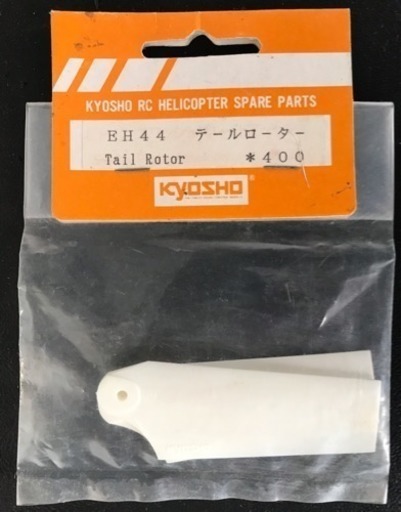 KYOSHO RC HELICOPTER SPARE PARTS
EH44 テールローター
Tail Rotor *400
KYOSHO®